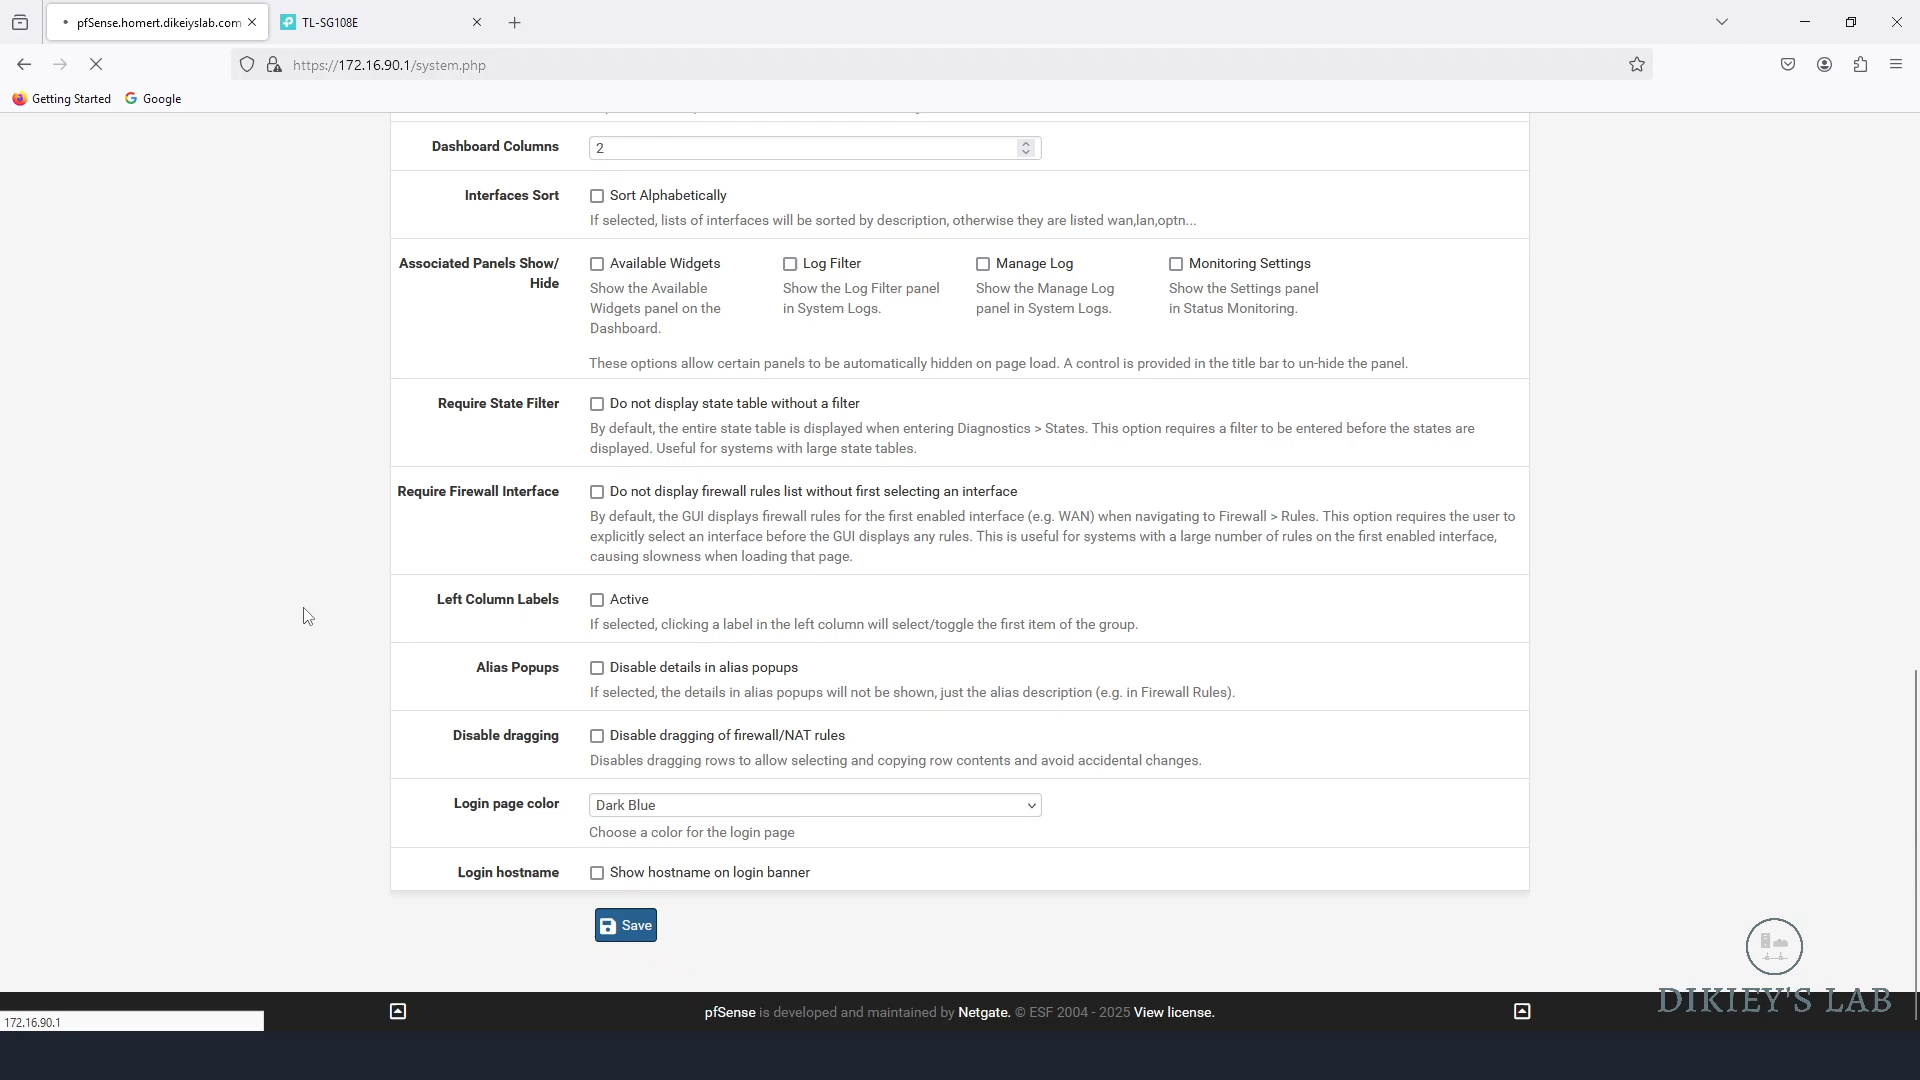 pfSense.homert.dikeiyslab.com
TL-SG108E
https://172.16.90.1/system.php
Getting Started
Google
Dashboard Columns
2
Interfaces Sort
Sort Alphabetically
If selected, lists of interfaces will be sorted by description, otherwise they are listed wan,lan,optn...
Associated Panels Show/
Hide
Available Widgets
Show the Available
Widgets panel on the
Dashboard.
Log Filter
Show the Log Filter panel
in System Logs.
Manage Log
Show the Manage Log
panel in System Logs.
Monitoring Settings
Show the Settings panel
in Status Monitoring.
These options allow certain panels to be automatically hidden on page load. A control is provided in the title bar to un-hide the panel.
Require State Filter
Do not display state table without a filter
By default, the entire state table is displayed when entering Diagnostics > States. This option requires a filter to be entered before the states are
displayed. Useful for systems with large state tables.
Require Firewall Interface
Do not display firewall rules list without first selecting an interface
By default, the GUI displays firewall rules for the first enabled interface (e.g. WAN) when navigating to Firewall > Rules. This option requires the user to
explicitly select an interface before the GUI displays any rules. This is useful for systems with a large number of rules on the first enabled interface,
causing slowness when loading that page.
Left Column Labels
Active
If selected, clicking a label in the left column will select/toggle the first item of the group.
Alias Popups
Disable details in alias popups
If selected, the details in alias popups will not be shown, just the alias description (e.g. in Firewall Rules).
Disable dragging
Disable dragging of firewall/NAT rules
Disables dragging rows to allow selecting and copying row contents and avoid accidental changes.
Login page color
Dark Blue
Choose a color for the login page
Login hostname
Show hostname on login banner
Save
DIKIEY'S LAB
pfSense is developed and maintained by Netgate. © ESF 2004 - 2025 View license.
172.16.90.1